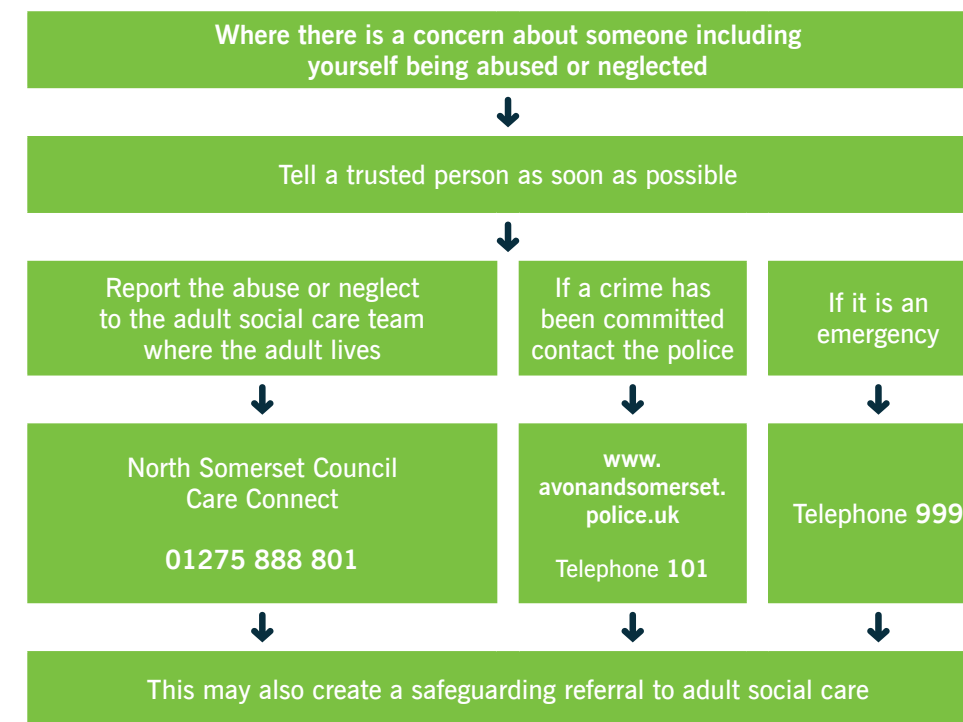 Where there is a concern about someone including
yourself being abused or neglected
Tell a trusted person as soon as possible
Report the abuse or neglect
to the adult social care team
where the adult lives
If a crime has
been committed
contact the police
If it is an
emergency
North Somerset Council
Care Connect
01275 888 801
www.
avonandsomerset.
police.uk
Telephone 101
Telephone 999
This may also create a safeguarding referral to adult social care